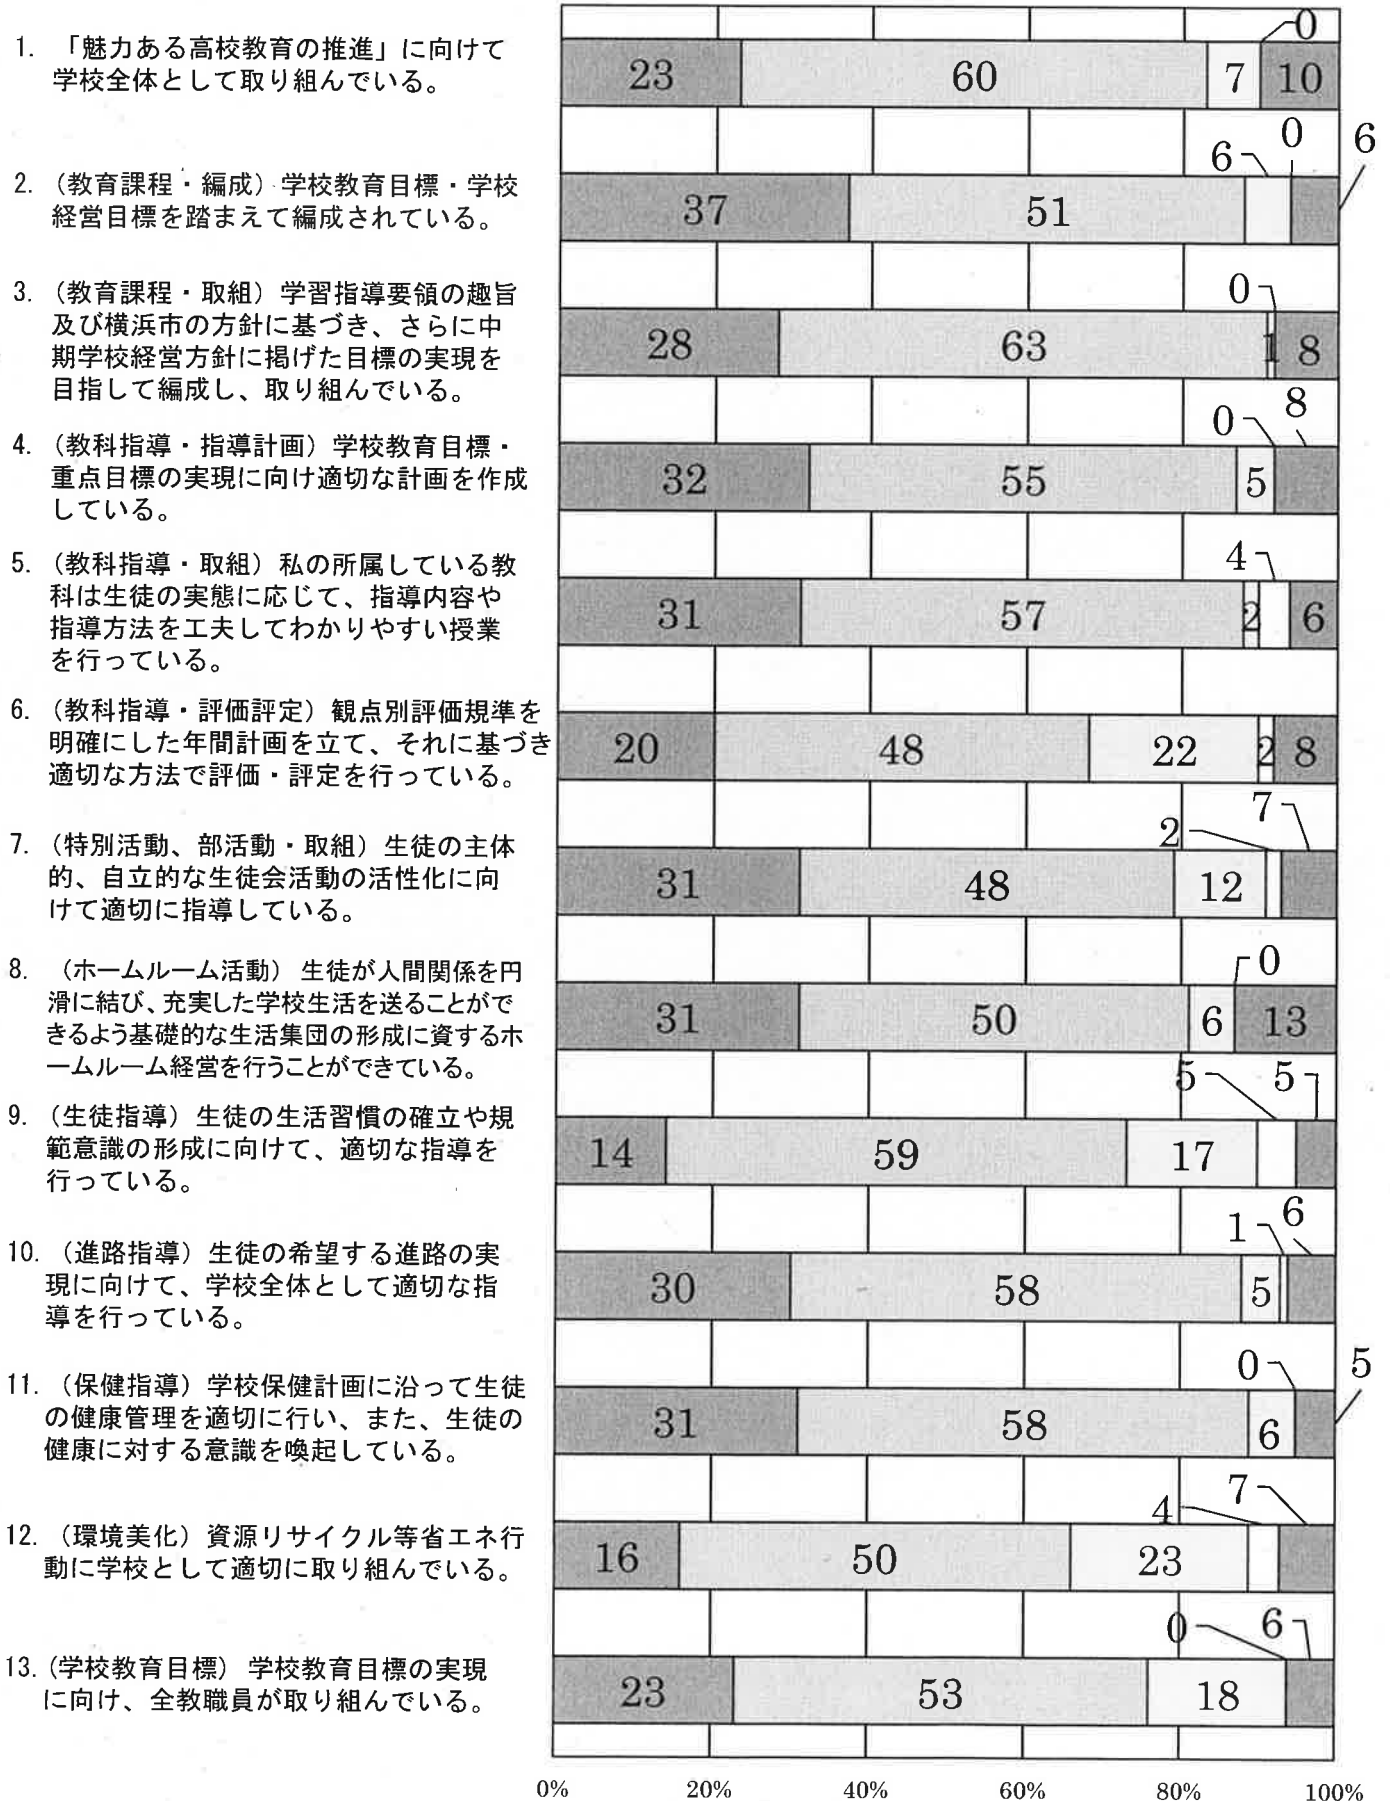 1. 「魅力ある高校教育の推進」に向けて
学校全体として取り組んでいる。
0
23 60 7 10
2. （教育課程・編成）学校教育目標・学校
経営目標を踏まえて編成されている。
6 0 6
37 51
3. （教育課程・取組）学習指導要領の趣旨
及び横浜市の方針に基づき、さらに中
期学校経営方針に掲げた目標の実現を
目指して編成し、取り組んでいる。
0
28 63 1 8
4. （教科指導・指導計画）学校教育目標・
重点目標の実現に向け適切な計画を作成
している。
0 8
32 55 5
5. （教科指導・取組）私の所属している教
科は生徒の実態に応じて、指導内容や
指導方法を工夫してわかりやすい授業
を行っている。
4
31 57 2 6
6. （教科指導・評価評定）観点別評価規準を
明確にした年間計画を立て、それに基づき
適切な方法で評価・評定を行っている。
20 48 22 2 8
7. （特別活動、部活動・取組）生徒の主体
的、自立的な生徒会活動の活性化に向
けて適切に指導している。
2 7
31 48 12
8. （ホームルーム活動）生徒が人間関係を円
滑に結び、充実した学校生活を送ることがで
きるよう基礎的な生活集団の形成に資するホ
ームルーム経営を行うことができている。
0
31 50 6 13
9. （生徒指導）生徒の生活習慣の確立や規
範意識の形成に向けて、適切な指導を
行っている。
5 5
14 59 17
10. （進路指導）生徒の希望する進路の実
現に向けて、学校全体として適切な指
導を行っている。
1 6
30 58 5
11. （保健指導）学校保健計画に沿って生徒
の健康管理を適切に行い、また、生徒の
健康に対する意識を喚起している。
0 5
31 58 6
12. （環境美化）資源リサイクル等省エネ行
動に学校として適切に取り組んでいる。
4 7
16 50 23
13. （学校教育目標）学校教育目標の実現
に向け、全教職員が取り組んでいる。
0 6
23 53 18
0% 20% 40% 60% 80% 100%